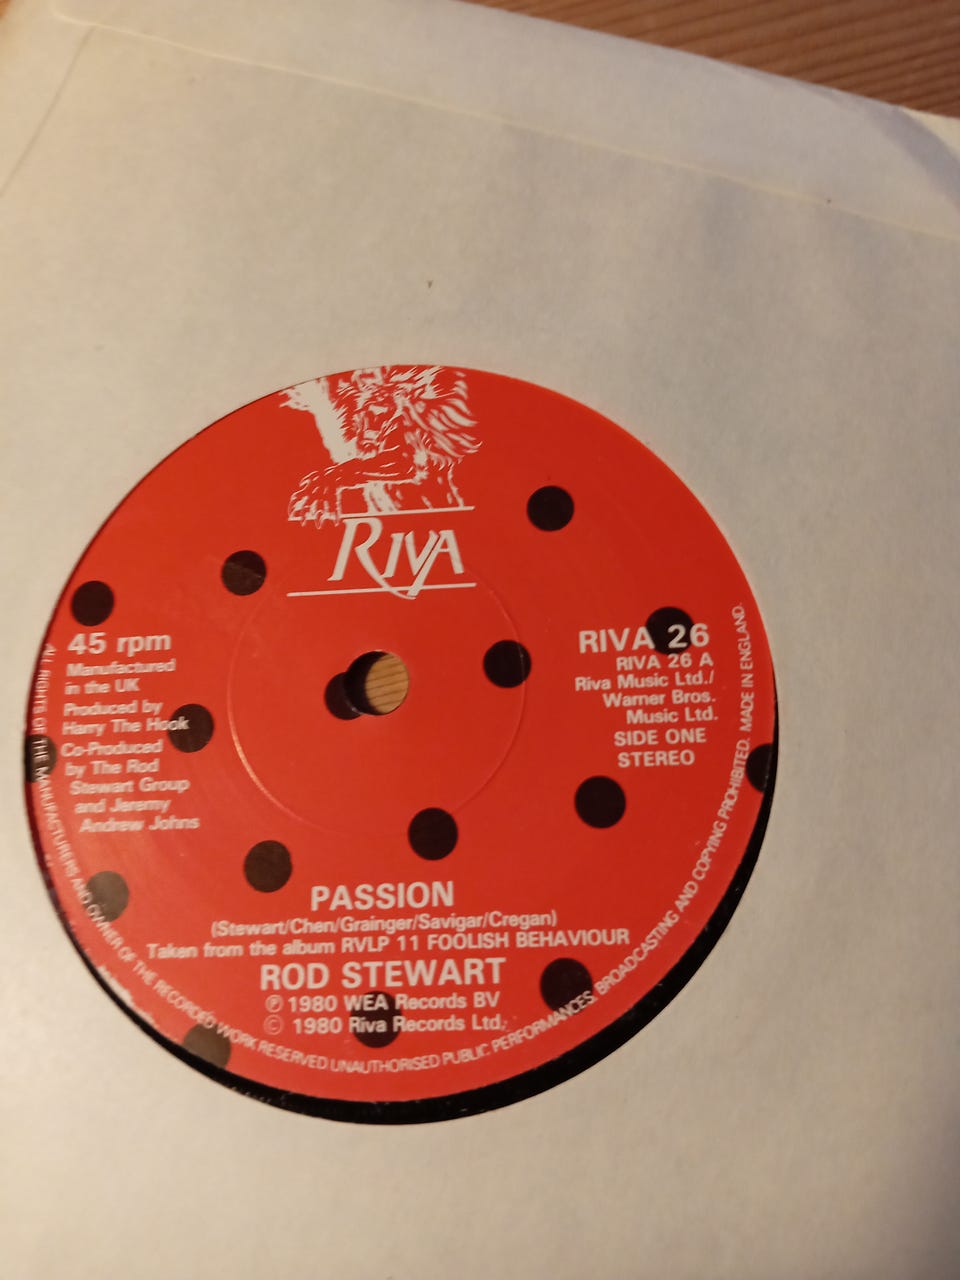 RIVA
45 rpm
Manufactured
in the UK
Produced by
Harry The Hook
Co-Produced
by The Rod
Stewart Group
and Jeremy
Andrew Johns
RIVA 26
RIVA 26 A
Riva Music Ltd./
Warner Bros.
Music Ltd.
SIDE ONE
STEREO
PASSION
(Stewart/Chen/Grainger/Savigar/Cregan)
Taken from the album RVLP 11 FOOLISH BEHAVIOUR
ROD STEWART
℗ 1980 WEA Records BV
© 1980 Riva Records Ltd.
ALL RIGHTS OF THE MANUFACTURERS AND OWNER OF THE RECORDED WORK RESERVED UNAUTHORISED PUBLIC PERFORMANCES. BROADCASTING AND COPYING PROHIBITED. MADE IN ENGLAND.